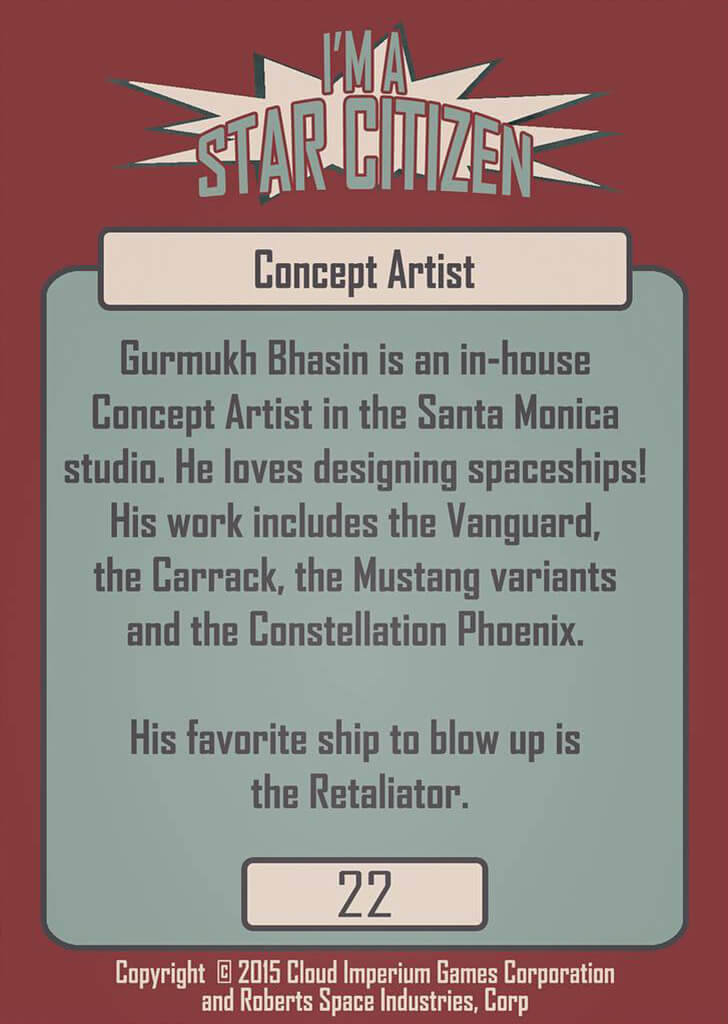 I'M A
STAR CITIZEN
Concept Artist
Gurmukh Bhasin is an in-house
Concept Artist in the Santa Monica
studio. He loves designing spaceships!
His work includes the Vanguard,
the Carrack, the Mustang variants
and the Constellation Phoenix.
His favorite ship to blow up is
the Retaliator.
22
Copyright © 2015 Cloud Imperium Games Corporation
and Roberts Space Industries, Corp